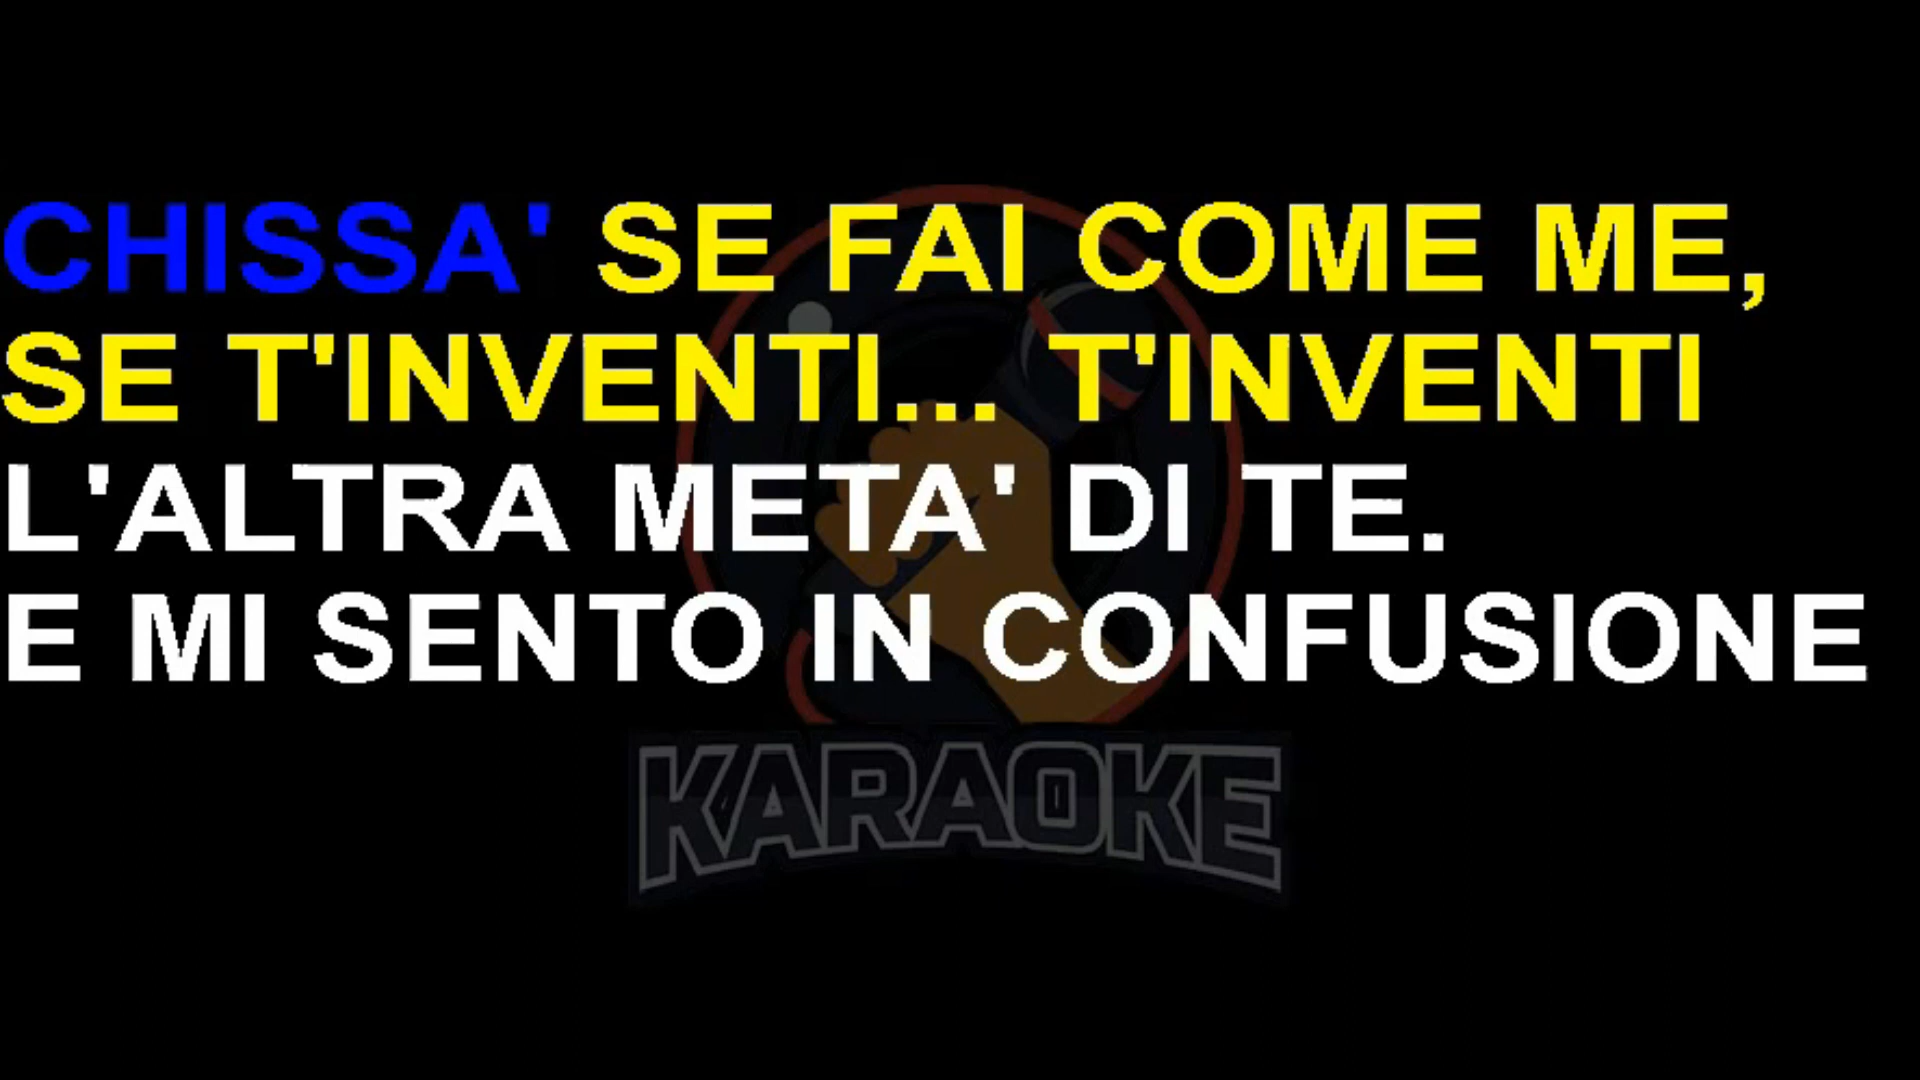 CHISSA' SE FAI COME ME,
SE T'INVENTI... T'INVENTI
L'ALTRA META' DI TE.
E MI SENTO IN CONFUSIONE
KARAOKE